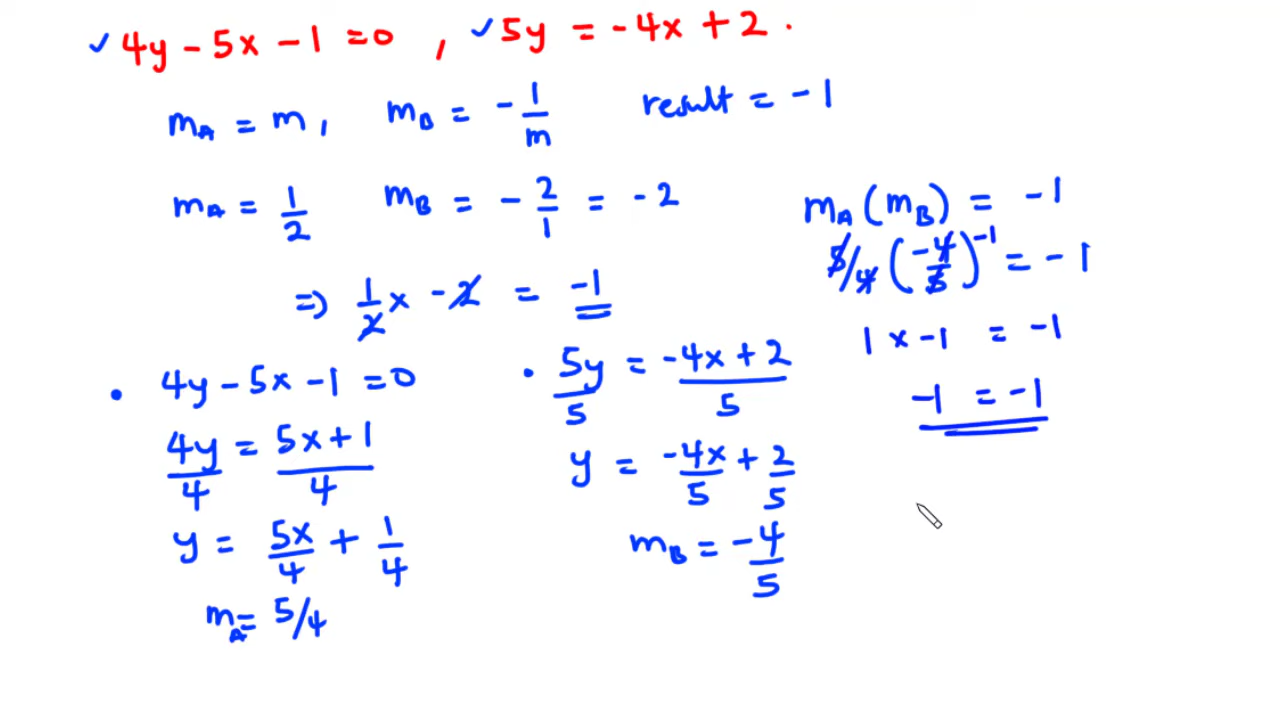 ✓4y - 5x - 1 = 0 , ✓5y = -4x + 2 .
mA = m, mB = -1/m result = -1
mA = 1/2 mB = -2/1 = -2
=> 1/2 x -2 = -1
• 4y - 5x - 1 = 0
4y/4 = (5x + 1)/4
y = 5x/4 + 1/4
mA = 5/4
• 5y/5 = (-4x + 2)/5
y = -4x/5 + 2/5
mB = -4/5
mA(mB) = -1
5/4(-4/5)^-1 = -1
1 x -1 = -1
-1 = -1